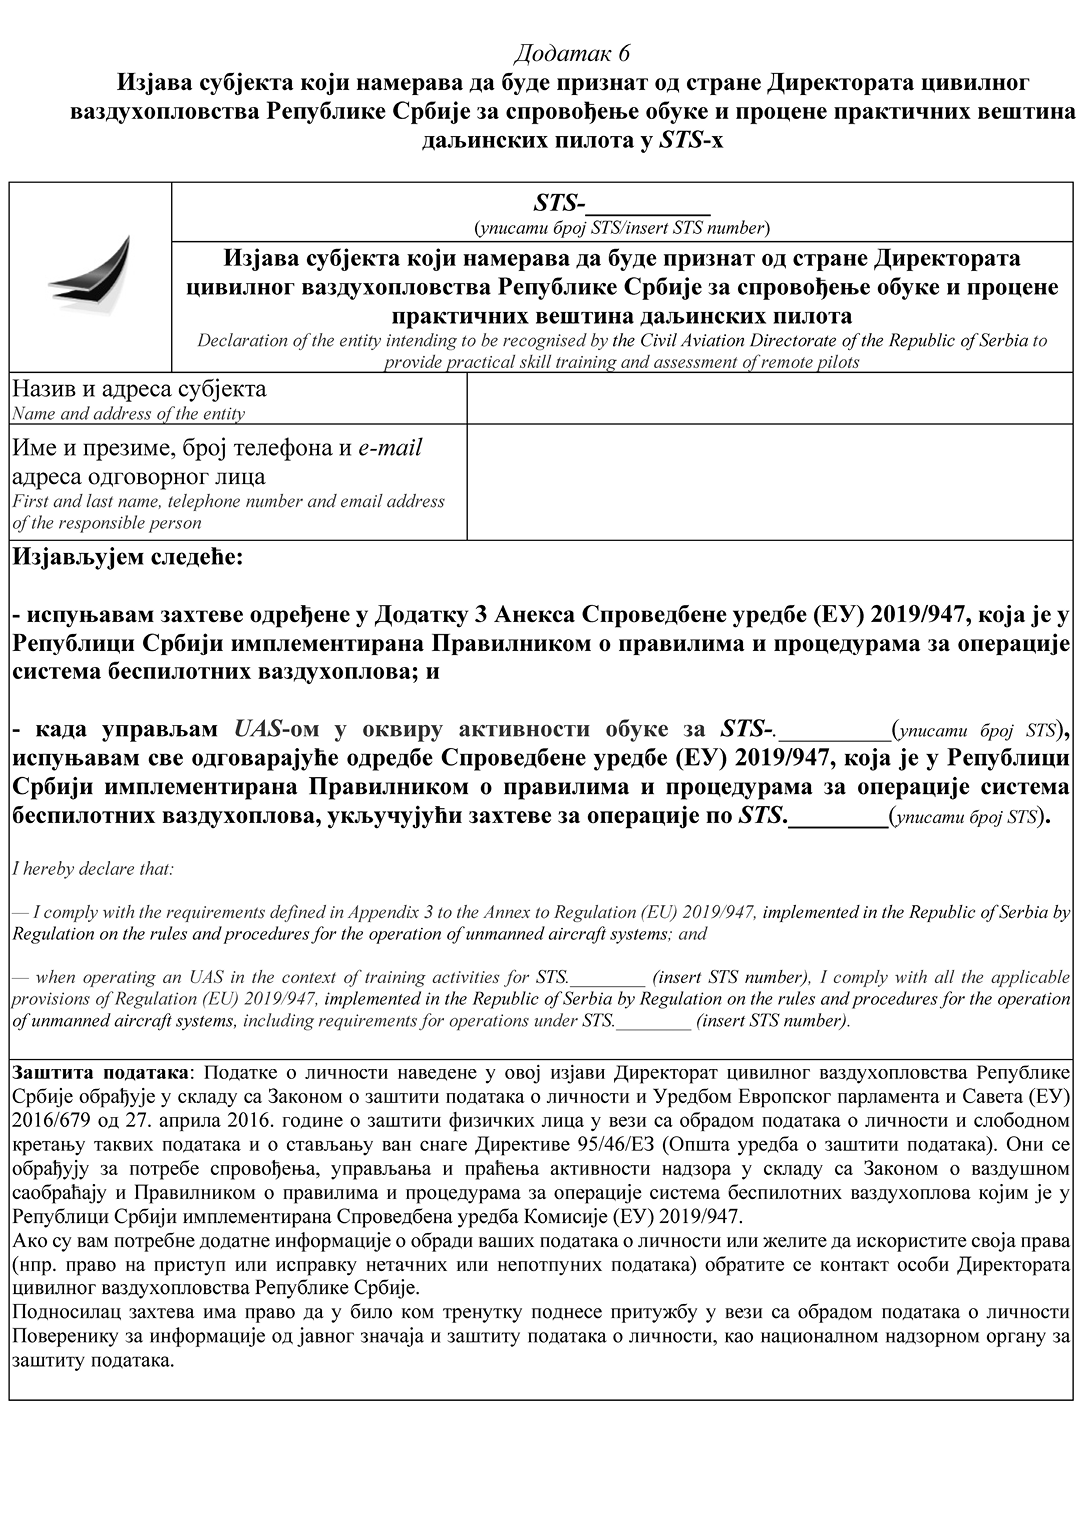 Додатак 6
Изјава субјекта који намерава да буде признат од стране Директората цивилног
ваздухопловства Републике Србије за спровођење обуке и процене практичних вештина
даљинских пилота у STS-х
STS-__________
(уписати број STS/insert STS number)
Изјава субјекта који намерава да буде признат од стране Директората
цивилног ваздухопловства Републике Србије за спровођење обуке и процене
практичних вештина даљинских пилота
Declaration of the entity intending to be recognised by the Civil Aviation Directorate of the Republic of Serbia to
provide practical skill training and assessment of remote pilots
Назив и адреса субјекта
Name and address of the entity
Име и презиме, број телефона и e-mail
адреса одговорног лица
First and last name, telephone number and email address
of the responsible person
Изјављујем следеће:
- испуњавам захтеве одређене у Додатку 3 Анекса Спроведбене уредбе (ЕУ) 2019/947, која је у
Републици Србији имплементирана Правилником о правилима и процедурама за операције
система беспилотних ваздухоплова; и
- када управљам UAS-ом у оквиру активности обуке за STS-._________(уписати број STS),
испуњавам све одговарајуће одредбе Спроведбене уредбе (ЕУ) 2019/947, која је у Републици
Србији имплементирана Правилником о правилима и процедурама за операције система
беспилотних ваздухоплова, укључујући захтеве за операције по STS.________(уписати број STS).
I hereby declare that:
— I comply with the requirements defined in Appendix 3 to the Annex to Regulation (EU) 2019/947, implemented in the Republic of Serbia by
Regulation on the rules and procedures for the operation of unmanned aircraft systems; and
— when operating an UAS in the context of training activities for STS.________ (insert STS number), I comply with all the applicable
provisions of Regulation (EU) 2019/947, implemented in the Republic of Serbia by Regulation on the rules and procedures for the operation
of unmanned aircraft systems, including requirements for operations under STS.________ (insert STS number).
Заштита података: Податке о личности наведене у овој изјави Директорат цивилног ваздухопловства Републике
Србије обрађује у складу са Законом о заштити података о личности и Уредбом Европског парламента и Савета (ЕУ)
2016/679 од 27. априла 2016. године о заштити физичких лица у вези са обрадом података о личности и слободном
кретању таквих података и о стављању ван снаге Директиве 95/46/ЕЗ (Општа уредба о заштити података). Они се
обрађују за потребе спровођења, управљања и праћења активности надзора у складу са Законом о ваздушном
саобраћају и Правилником о правилима и процедурама за операције система беспилотних ваздухоплова којим је у
Републици Србији имплементирана Спроведбена уредба Комисије (ЕУ) 2019/947.
Ако су вам потребне додатне информације о обради ваших података о личности или желите да искористите своја права
(нпр. право на приступ или исправку нетачних или непотпуних података) обратите се контакт особи Директората
цивилног ваздухопловства Републике Србије.
Подносилац захтева има право да у било ком тренутку поднесе притужбу у вези са обрадом података о личности
Поверенику за информације од јавног значаја и заштиту података о личности, као националном надзорном органу за
заштиту података.